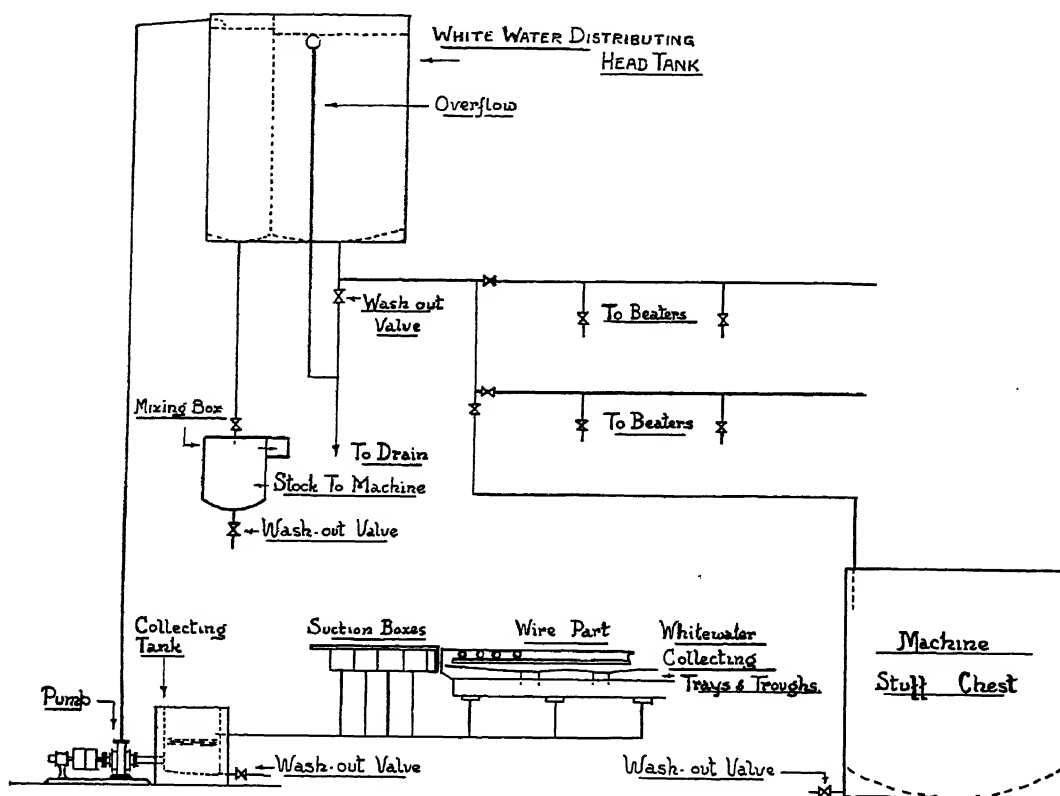 WHITE WATER DISTRIBUTING
HEAD TANK
Overflow
Wash out
Valve
To Beaters
Mixing Box
To Beaters
To Drain
Stock To Machine
Wash-out Valve
Collecting
Tank
Suction Boxes
Wire Part
Whitewater
Collecting
Trays & Troughs.
Machine
Stuff Chest
Pump
Wash-out Valve
Wash-out Valve